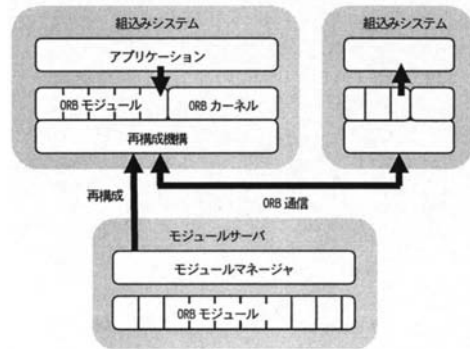 組込みシステム
アプリケーション
ORB モジュール
ORB カーネル
再構成機構
組込みシステム
再構成
ORB 通信
モジュールサーバ
モジュールマネージャ
ORB モジュール